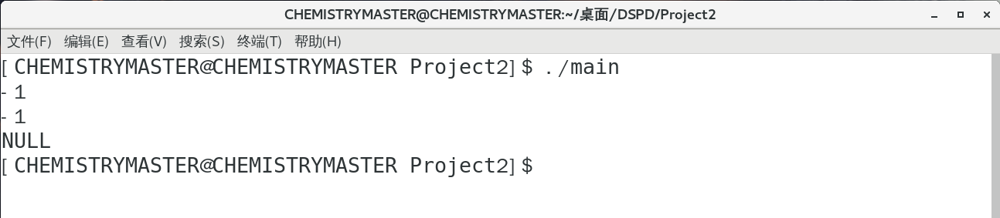 CHEMISTRYMASTER@CHEMISTRYMASTER:~/桌面/DSPD/Project2
文件(F) 编辑(E) 查看(V) 搜索(S) 终端(T) 帮助(H)
[CHEMISTRYMASTER@CHEMISTRYMASTER Project2]$ ./main
-1
-1
NULL
[CHEMISTRYMASTER@CHEMISTRYMASTER Project2]$